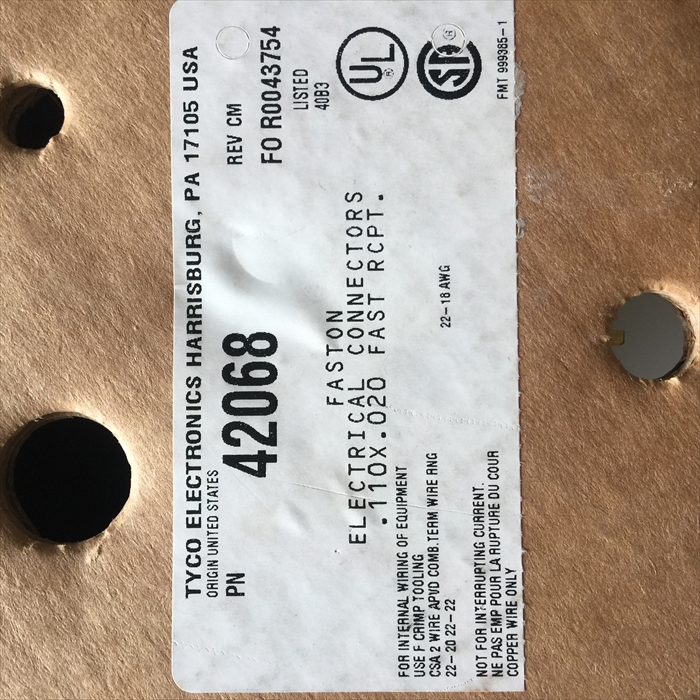 TYCO ELECTRONICS HARRISBURG, PA 17105 USA
ORIGIN UNITED STATES
PN 42068
REV CM
FO R0043754
LISTED
40B3
UL
®
®
FASTON
ELECTRICAL CONNECTORS
.110X.020 FAST RCPT.
22-18 AWG
FOR INTERNAL WIRING OF EQUIPMENT
USE F CRIMP TOOLING
CSA 2 WIRE APVD COMB.TERM WIRE RNG
22-20 22-22
NOT FOR INTERRUPTING CURRENT.
NE PAS EMP POUR LA RUPTURE DU COUR
COPPER WIRE ONLY
FMT 999385-1